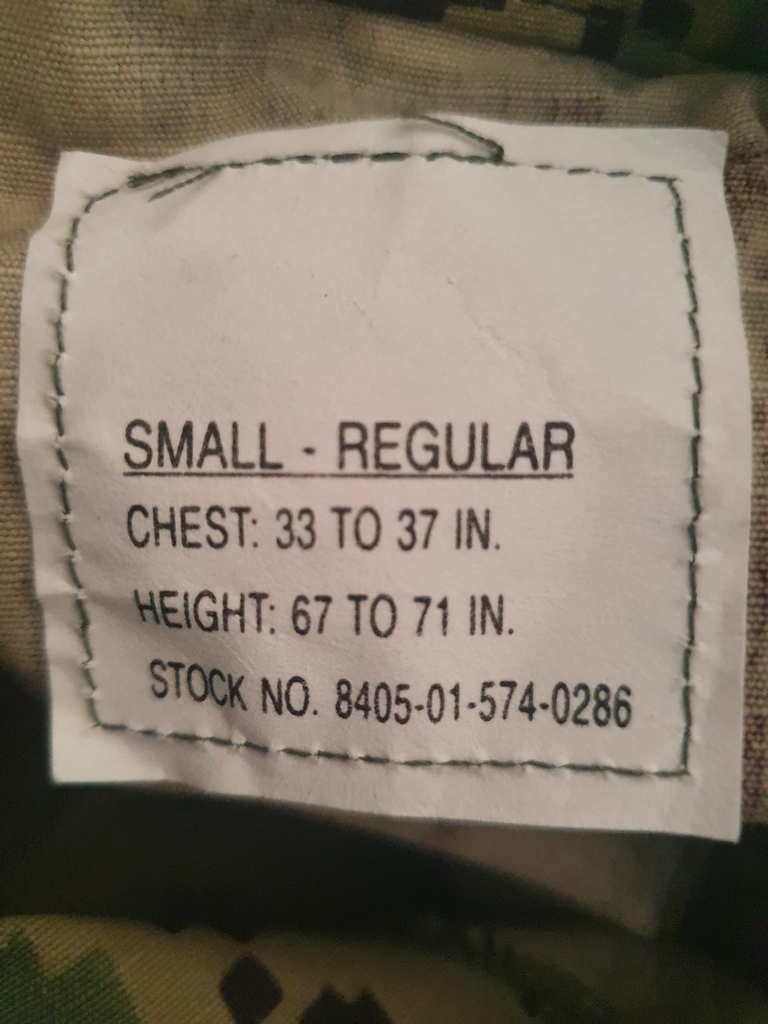 SMALL - REGULAR
CHEST: 33 TO 37 IN.
HEIGHT: 67 TO 71 IN.
STOCK NO. 8405-01-574-0286